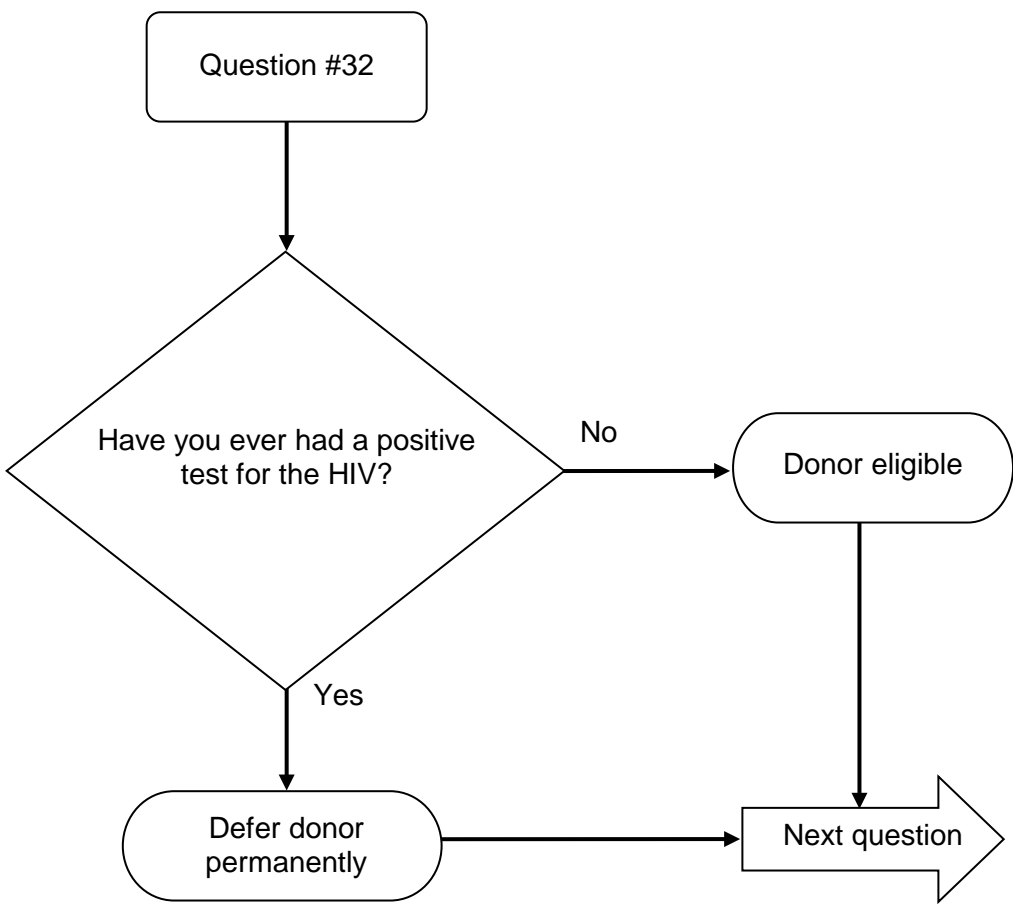 Question #32
Have you ever had a positive
test for the HIV?
No
Donor eligible
Yes
Defer donor
permanently
Next question